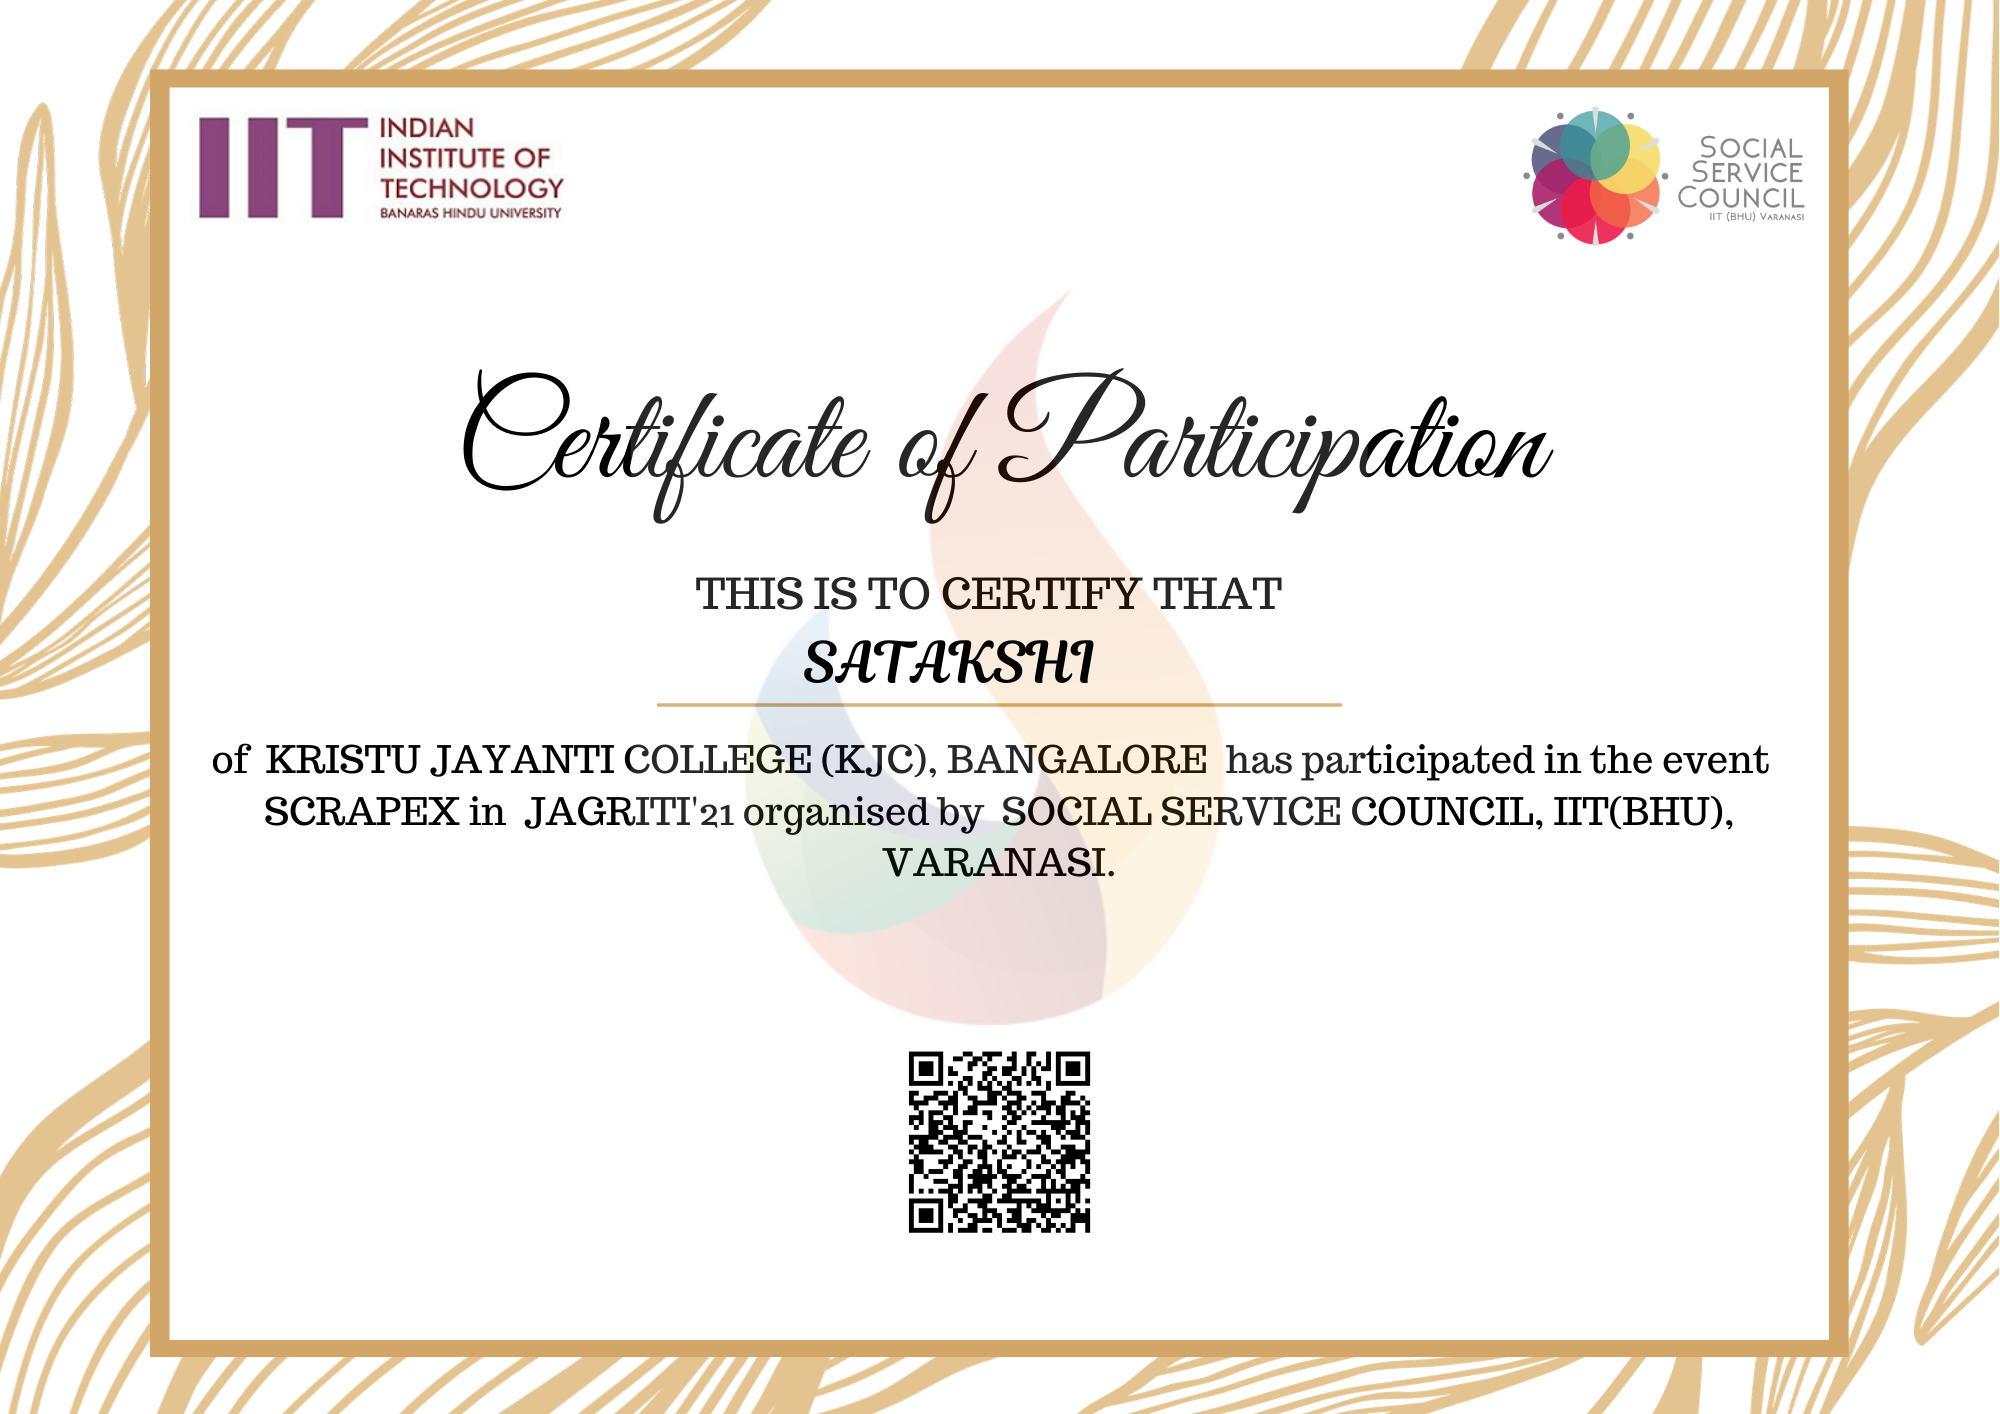 IIT
INDIAN
INSTITUTE OF
TECHNOLOGY
BANARAS HINDU UNIVERSITY
SOCIAL
SERVICE
COUNCIL
IIT (BHU) VARANASI
Certificate of Participation
THIS IS TO CERTIFY THAT
SATAKSHI
of KRISTU JAYANTI COLLEGE (KJC), BANGALORE has participated in the event
SCRAPEX in JAGRITI'21 organised by SOCIAL SERVICE COUNCIL, IIT(BHU),
VARANASI.